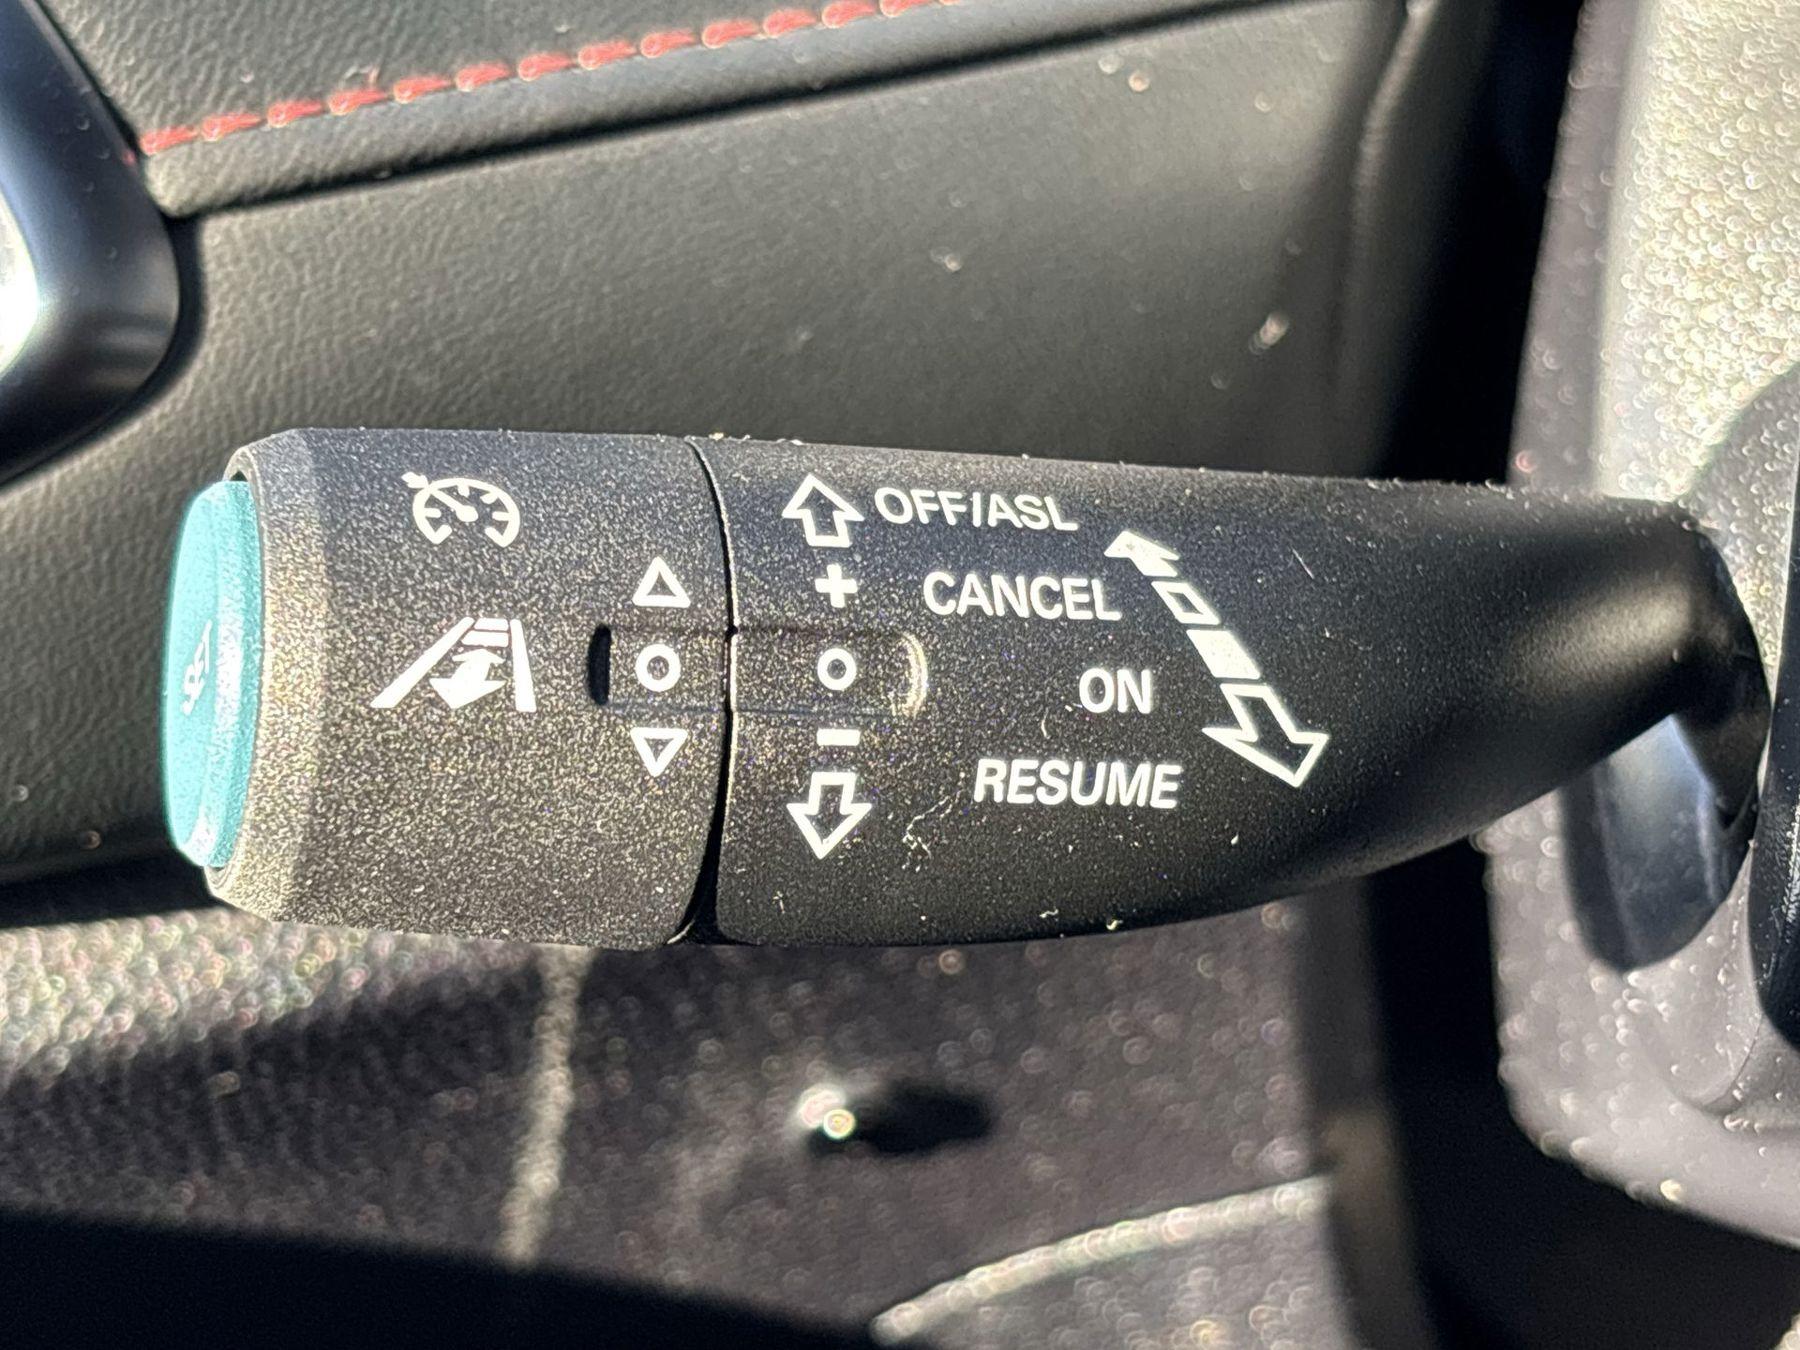 OFF/ASL
+
CANCEL
ON
−
RESUME